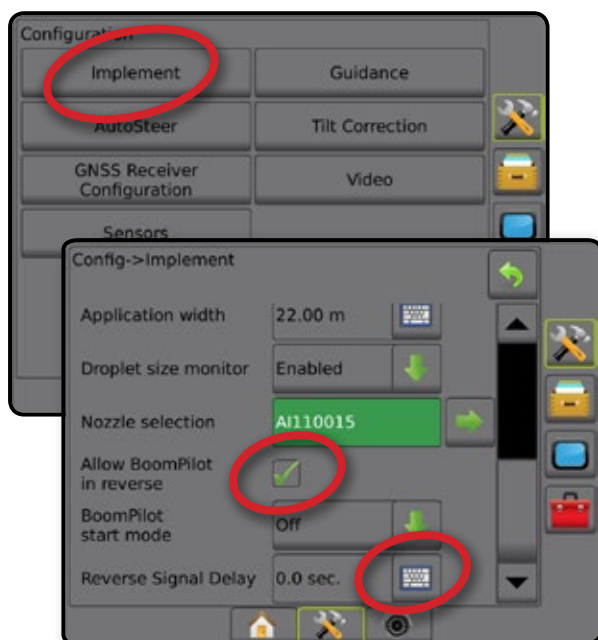 Configuration
Implement
Guidance
AutoSteer
Tilt Correction
GNSS Receiver
Configuration
Video
Sensors
Config->Implement
Application width
22.00 m
Droplet size monitor
Enabled
Nozzle selection
AI110015
Allow BoomPilot
in reverse
BoomPilot
start mode
Off
Reverse Signal Delay
0.0 sec.